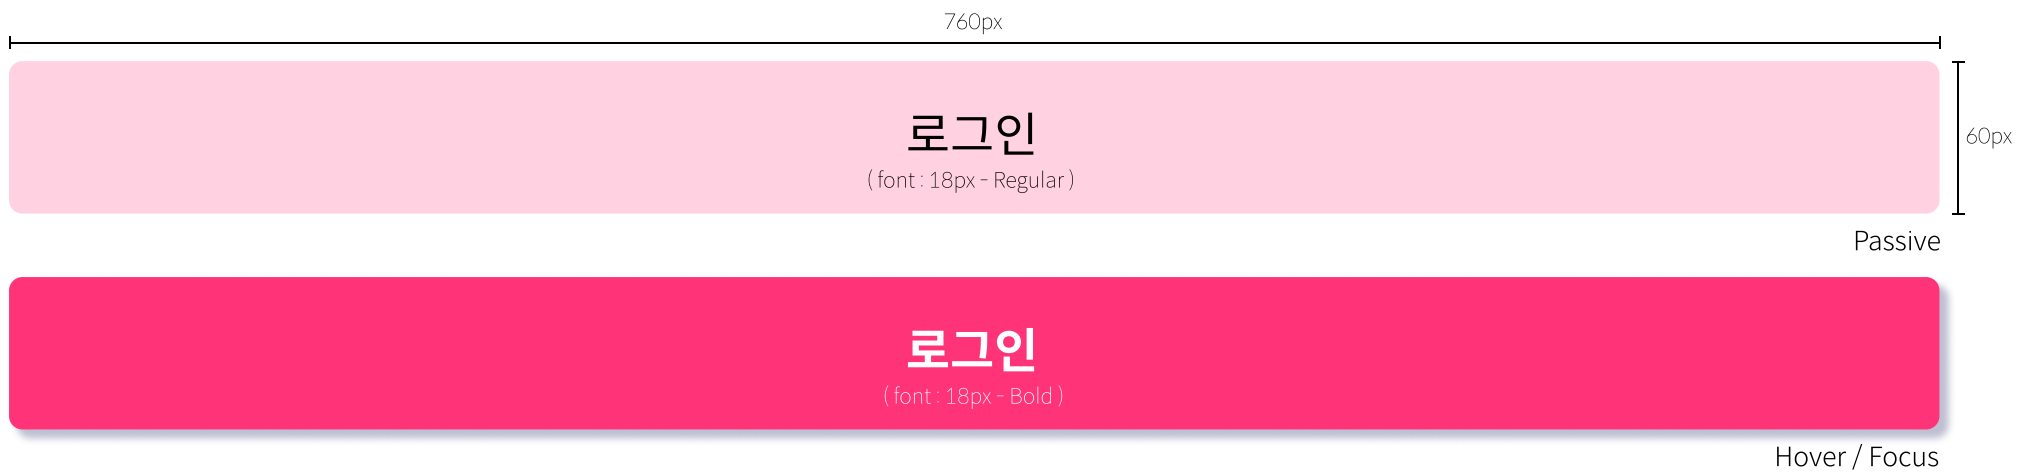 760px
로그인
( font : 18px - Regular )
60px
Passive
로그인
( font : 18px - Bold )
Hover / Focus